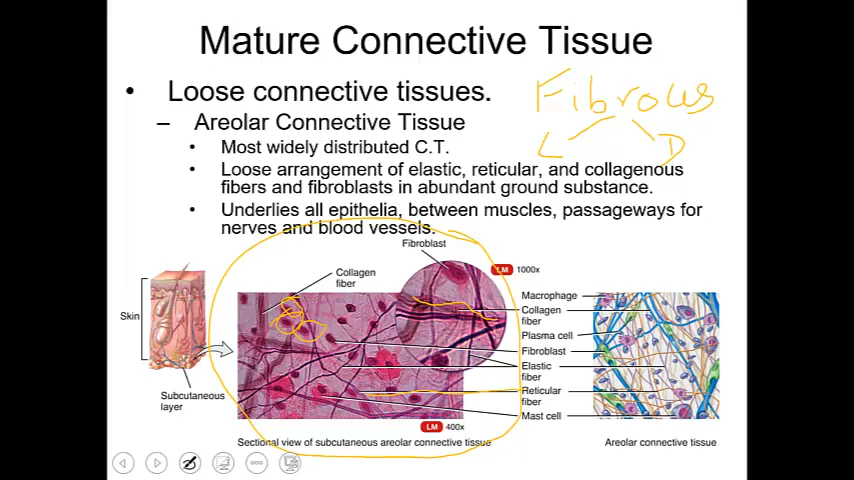 Mature Connective Tissue
• Loose connective tissues.
Fibrous
L D
– Areolar Connective Tissue
• Most widely distributed C.T.
• Loose arrangement of elastic, reticular, and collagenous
fibers and fibroblasts in abundant ground substance.
• Underlies all epithelia, between muscles, passageways for
nerves and blood vessels.
Fibroblast
LM 1000x
Collagen
fiber
Skin
Subcutaneous
layer
Macrophage
Collagen
fiber
Plasma cell
Fibroblast
Elastic
fiber
Reticular
fiber
Mast cell
LM 400x
Sectional view of subcutaneous areolar connective tissue
Areolar connective tissue